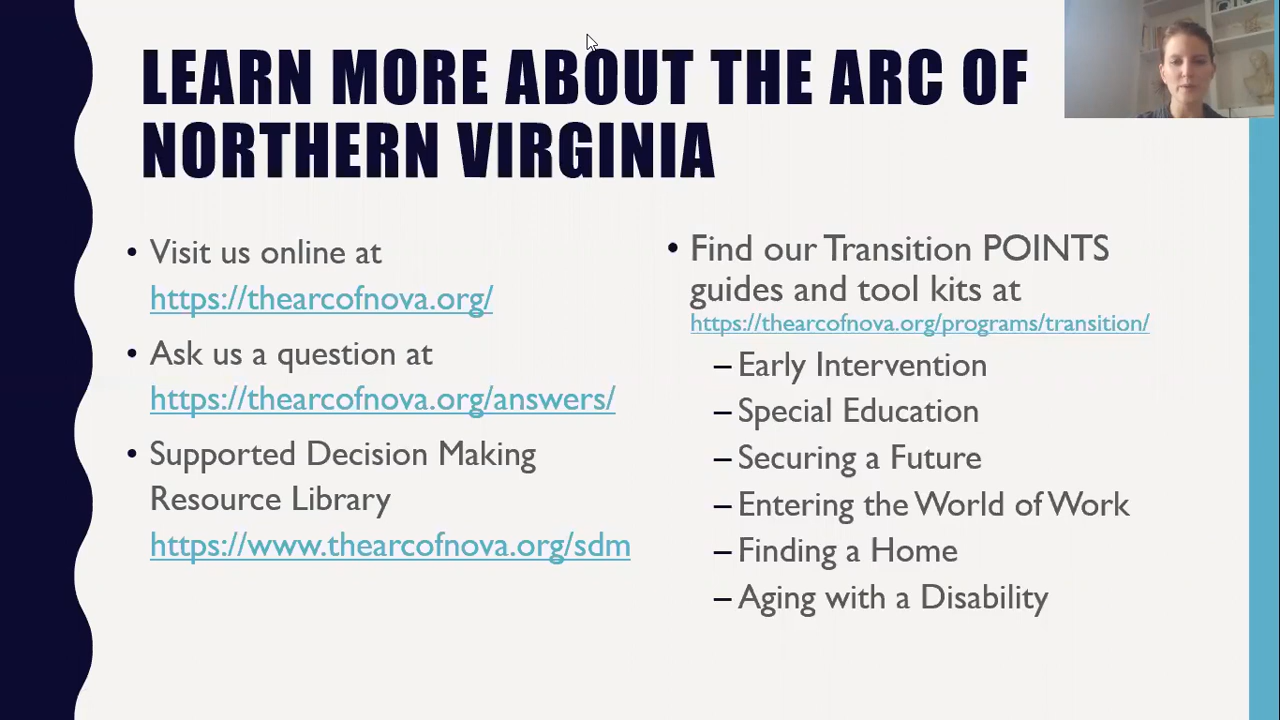 LEARN MORE ABOUT THE ARC OF
NORTHERN VIRGINIA
• Visit us online at
https://thearcofnova.org/
• Ask us a question at
https://thearcofnova.org/answers/
• Supported Decision Making
Resource Library
https://www.thearcofnova.org/sdm
• Find our Transition POINTS
guides and tool kits at
https://thearcofnova.org/programs/transition/
– Early Intervention
– Special Education
– Securing a Future
– Entering the World of Work
– Finding a Home
– Aging with a Disability